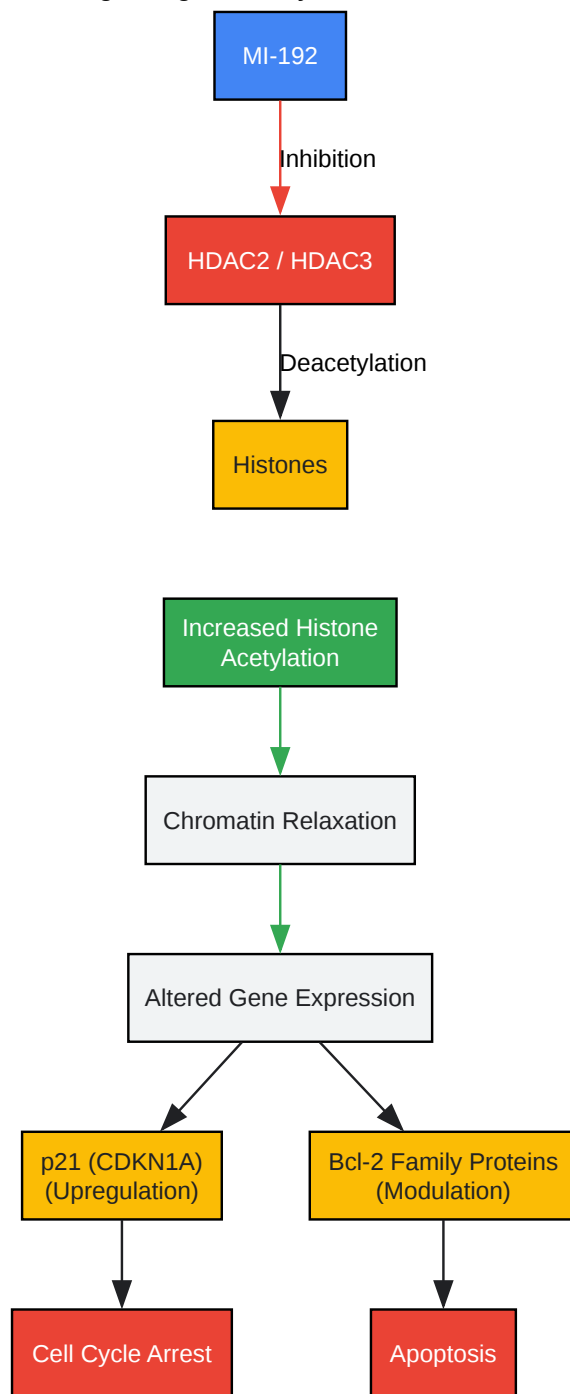 MI-192
Inhibition
HDAC2 / HDAC3
Deacetylation
Histones
Increased Histone
Acetylation
Chromatin Relaxation
Altered Gene Expression
p21 (CDKN1A)
(Upregulation)
Bcl-2 Family Proteins
(Modulation)
Cell Cycle Arrest
Apoptosis